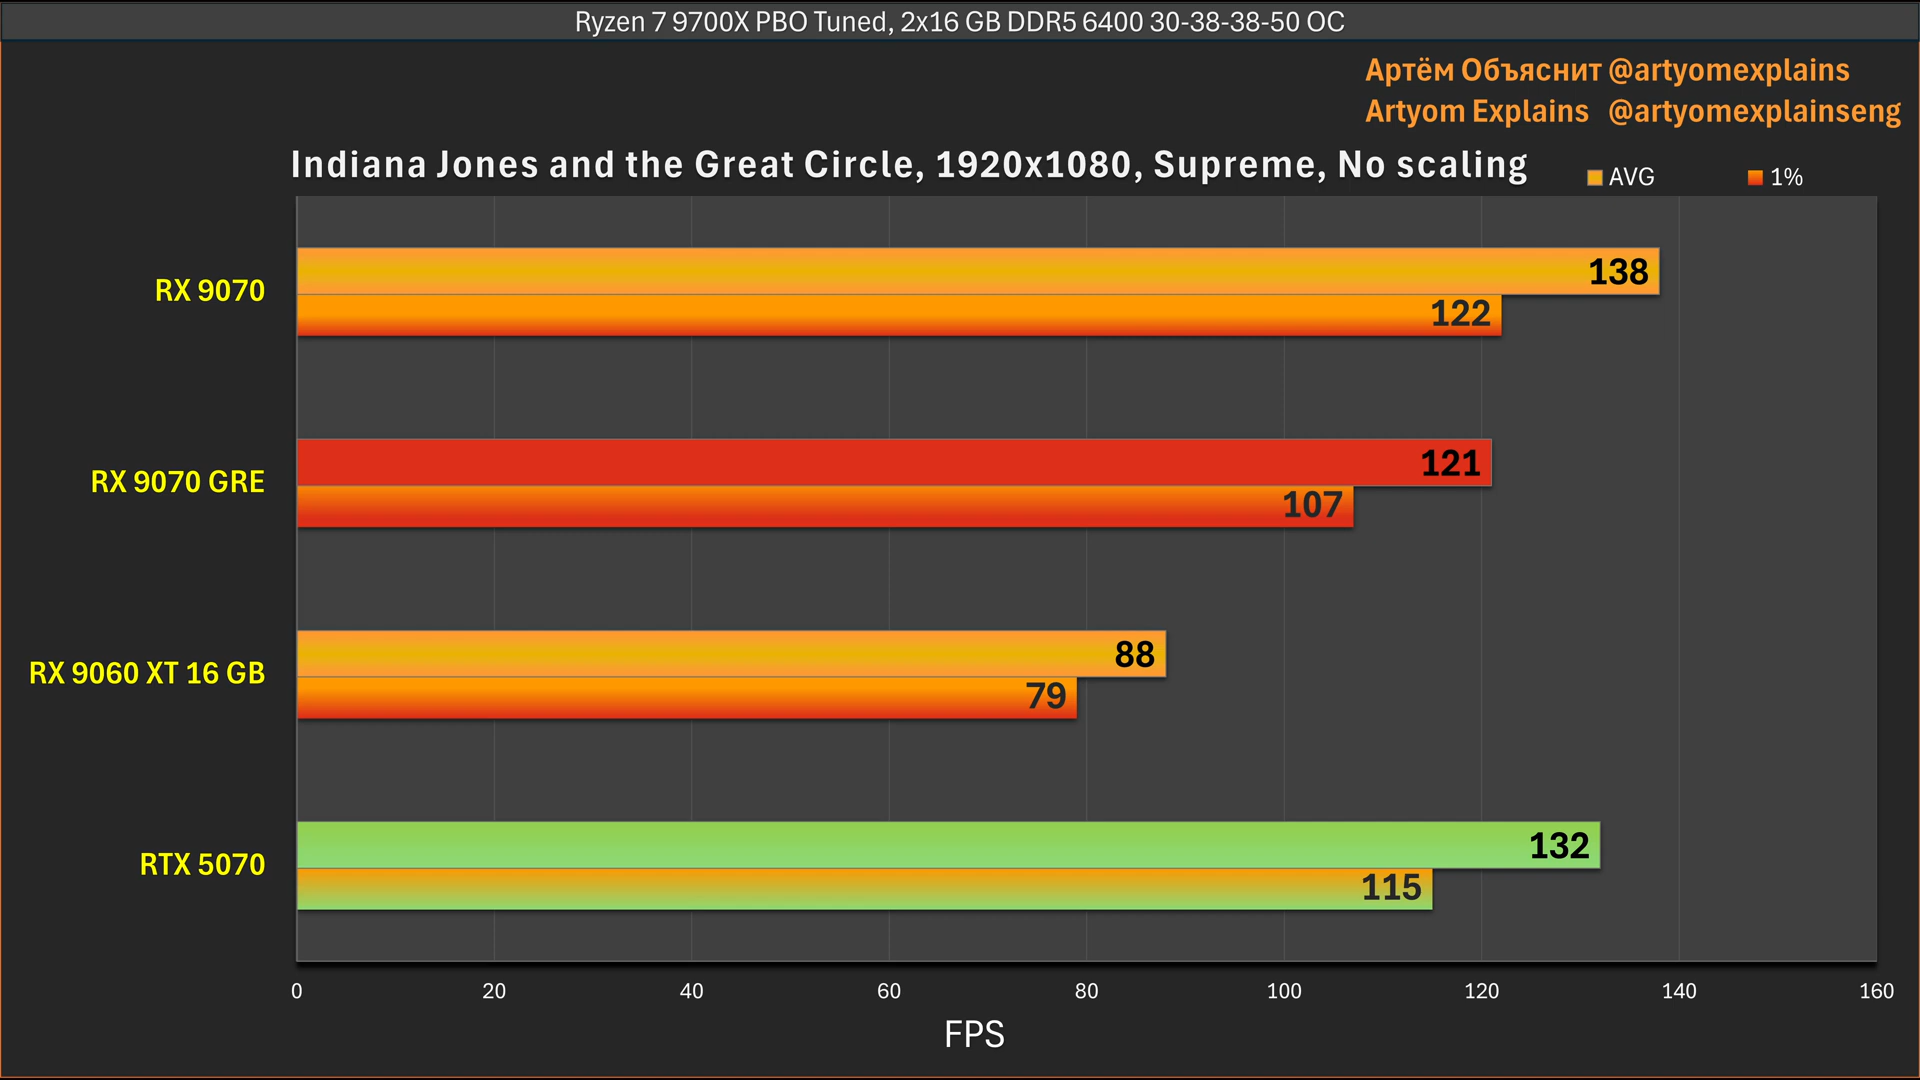 Ryzen 7 9700X PBO Tuned, 2x16 GB DDR5 6400 30-38-38-50 OC
Артём Объяснит @artyomexplains
Artyom Explains @artyomexplainseng
Indiana Jones and the Great Circle, 1920x1080, Supreme, No scaling
AVG 1%
RX 9070
138
122
RX 9070 GRE
121
107
RX 9060 XT 16 GB
88
79
RTX 5070
132
115
0 20 40 60 80 100 120 140 160
FPS